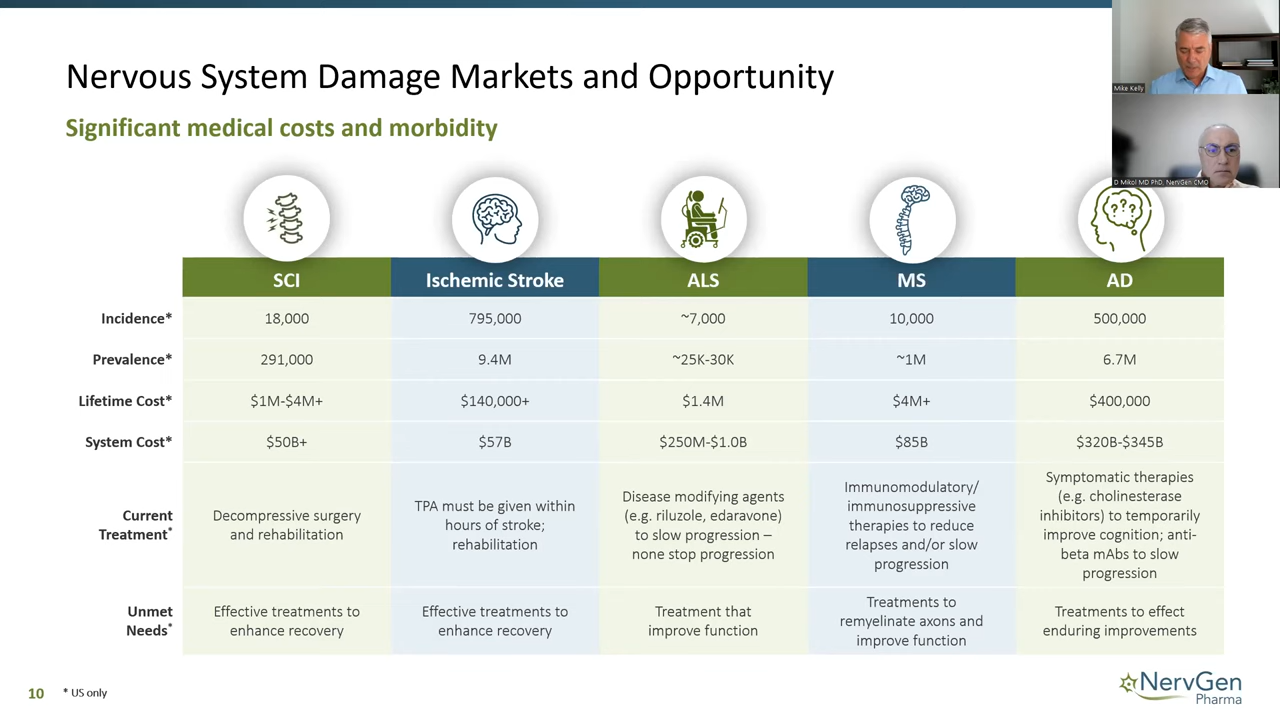 Nervous System Damage Markets and Opportunity
Significant medical costs and morbidity
Mike Kelly
D Mikol MD PhD, NervGen CMO
SCI Ischemic Stroke ALS MS AD
Incidence* 18,000 795,000 ~7,000 10,000 500,000
Prevalence* 291,000 9.4M ~25K-30K ~1M 6.7M
Lifetime Cost* $1M-$4M+ $140,000+ $1.4M $4M+ $400,000
System Cost* $50B+ $57B $250M-$1.0B $85B $320B-$345B
Current
Treatment*
Decompressive surgery
and rehabilitation
TPA must be given within
hours of stroke;
rehabilitation
Disease modifying agents
(e.g. riluzole, edaravone)
to slow progression –
none stop progression
Immunomodulatory/
immunosuppressive
therapies to reduce
relapses and/or slow
progression
Symptomatic therapies
(e.g. cholinesterase
inhibitors) to temporarily
improve cognition; anti-
beta mAbs to slow
progression
Unmet
Needs*
Effective treatments to
enhance recovery
Effective treatments to
enhance recovery
Treatment that
improve function
Treatments to
remyelinate axons and
improve function
Treatments to effect
enduring improvements
10 * US only
NervGen
Pharma